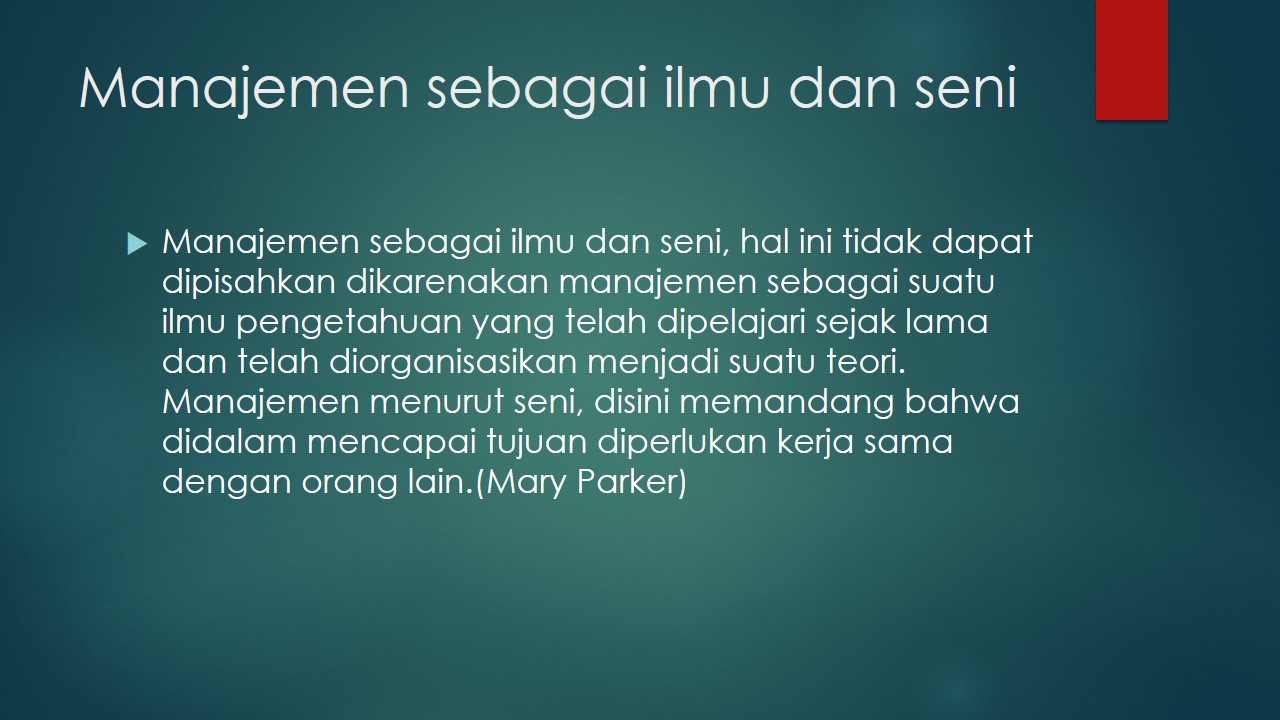 Manajemen sebagai ilmu dan seni
Manajemen sebagai ilmu dan seni, hal ini tidak dapat
dipisahkan dikarenakan manajemen sebagai suatu
ilmu pengetahuan yang telah dipelajari sejak lama
dan telah diorganisasikan menjadi suatu teori.
Manajemen menurut seni, disini memandang bahwa
didalam mencapai tujuan diperlukan kerja sama
dengan orang lain.(Mary Parker)